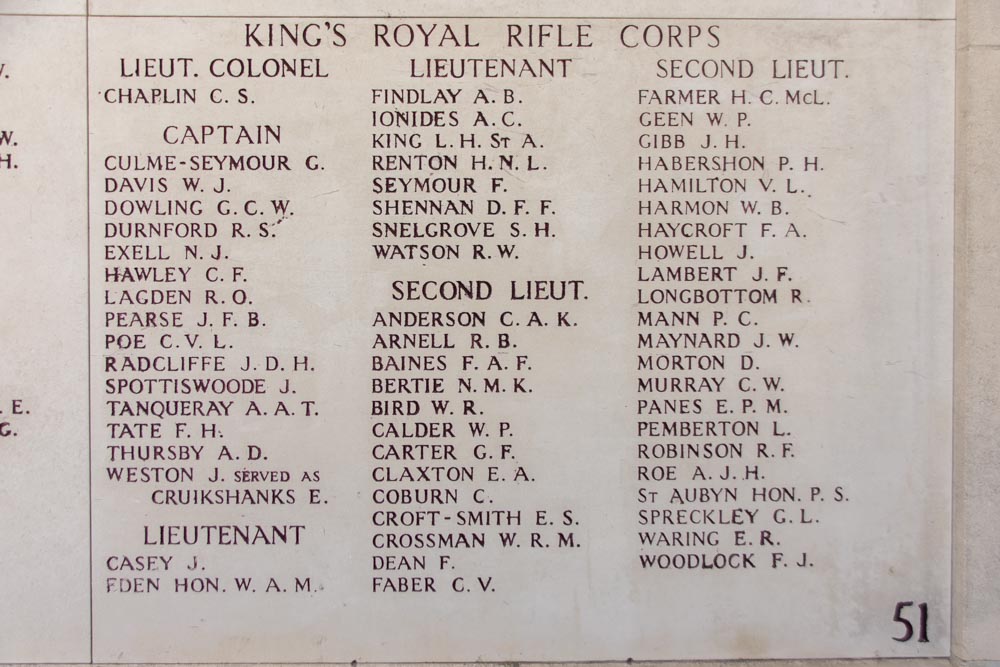 V.
W.
H.
. E.
G.
KING'S ROYAL RIFLE CORPS
LIEUT. COLONEL
CHAPLIN C. S.
CAPTAIN
CULME-SEYMOUR G.
DAVIS W. J.
DOWLING G. C. W.
DURNFORD R. S.
EXELL N. J.
HAWLEY C. F.
LAGDEN R. O.
PEARSE J. F. B.
POE C. V. L.
RADCLIFFE J. D. H.
SPOTTISWOODE J.
TANQUERAY A. A. T.
TATE F. H.
THURSBY A. D.
WESTON J. SERVED AS
CRUIKSHANKS E.
LIEUTENANT
CASEY J.
EDEN HON. W. A. M.
LIEUTENANT
FINDLAY A. B.
IONIDES A. C.
KING L. H. ST A.
RENTON H. N. L.
SEYMOUR F.
SHENNAN D. F. F.
SNELGROVE S. H.
WATSON R. W.
SECOND LIEUT.
ANDERSON C. A. K.
ARNELL R. B.
BAINES F. A. F.
BERTIE N. M. K.
BIRD W. R.
CALDER W. P.
CARTER G. F.
CLAXTON E. A.
COBURN C.
CROFT-SMITH E. S.
CROSSMAN W. R. M.
DEAN F.
FABER C. V.
SECOND LIEUT.
FARMER H. C. McL.
GEEN W. P.
GIBB J. H.
HABERSHON P. H.
HAMILTON V. L.
HARMON W. B.
HAYCROFT F. A.
HOWELL J.
LAMBERT J. F.
LONGBOTTOM R.
MANN P. C.
MAYNARD J. W.
MORTON D.
MURRAY C. W.
PANES E. P. M.
PEMBERTON L.
ROBINSON R. F.
ROE A. J. H.
ST AUBYN HON. P. S.
SPRECKLEY G. L.
WARING E. R.
WOODLOCK F. J.
51